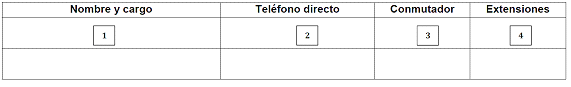 Nombre y cargo Teléfono directo Conmutador Extensiones
1 2 3 4